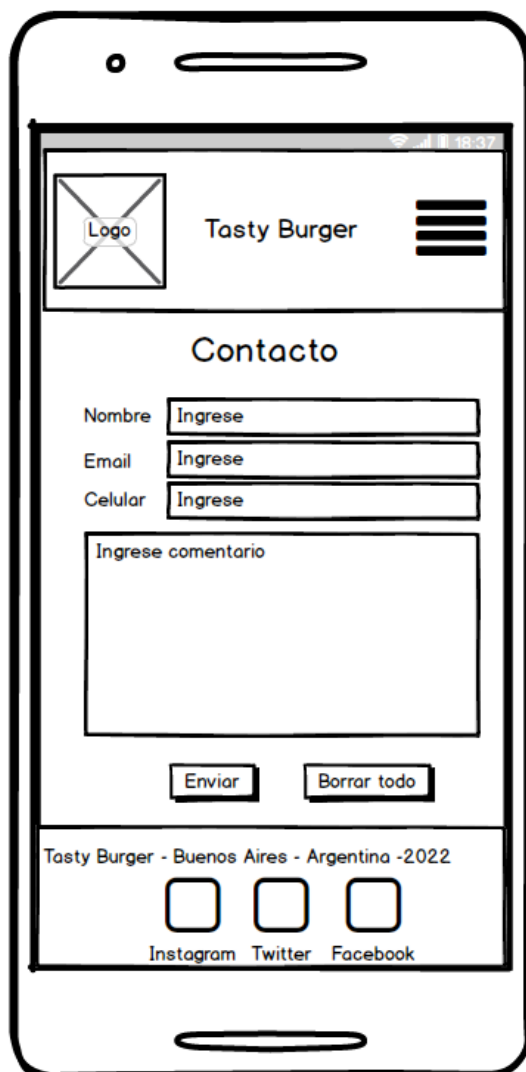 18:37
Logo
Tasty Burger
Contacto
Nombre Ingrese
Email Ingrese
Celular Ingrese
Ingrese comentario
Enviar Borrar todo
Tasty Burger - Buenos Aires - Argentina -2022
Instagram Twitter Facebook